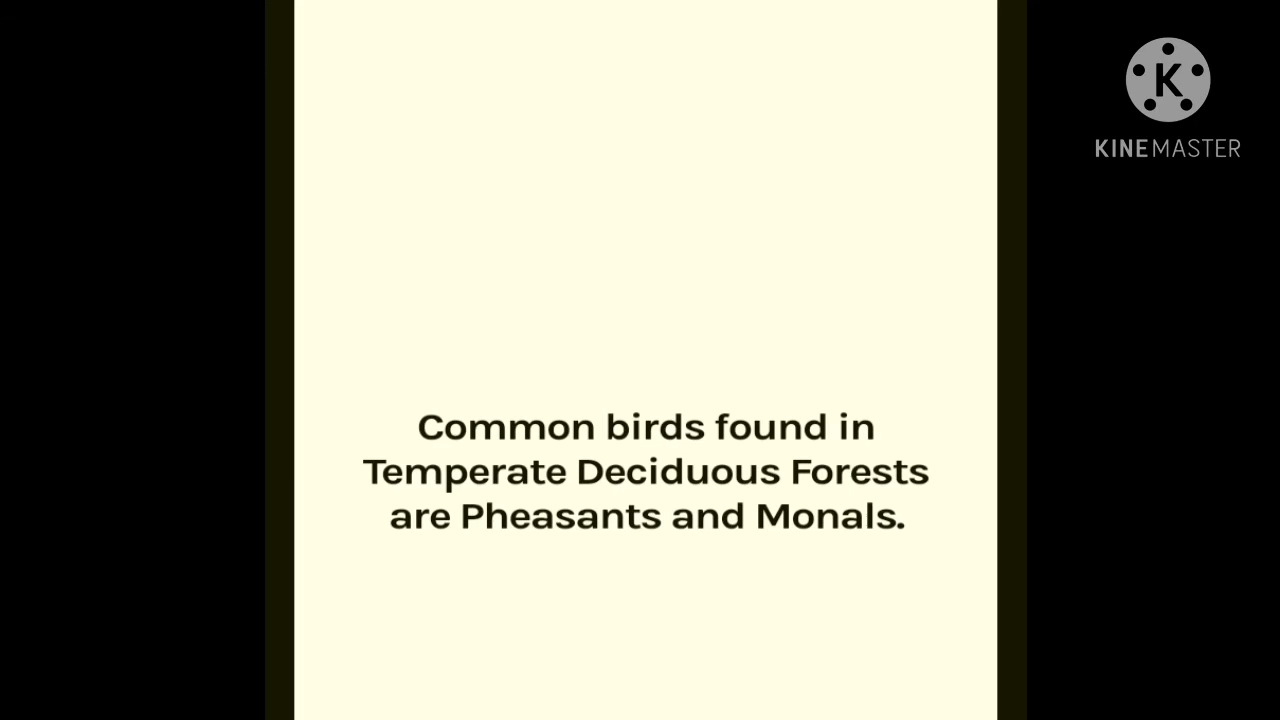 K
KINEMASTER
Common birds found in
Temperate Deciduous Forests
are Pheasants and Monals.